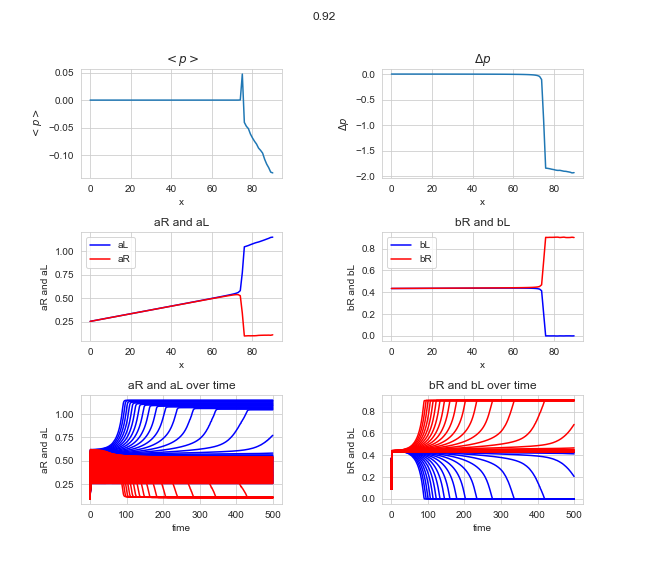 0.92
< p >
Δp
0.05
0.00
−0.05
−0.10
< p >
0 20 40 60 80
x
0.0
−0.5
−1.0
−1.5
−2.0
Δp
0 20 40 60 80
x
aR and aL
bR and bL
aL
aR
1.00
0.75
0.50
0.25
aR and aL
0 20 40 60 80
x
bL
bR
0.8
0.6
0.4
0.2
0.0
bR and bL
0 20 40 60 80
x
aR and aL over time
bR and bL over time
1.00
0.75
0.50
0.25
aR and aL
0 100 200 300 400 500
time
0.8
0.6
0.4
0.2
0.0
bR and bL
0 100 200 300 400 500
time